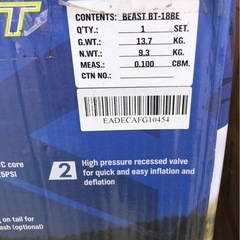 CONTENTS: BEAST BT-18BE
Q'TY.: 1 SET.
G.WT.: 13.7 KG.
N.WT.: 9.3 KG.
MEAS.: 0.100 CBM.
CTN NO.:
EADECAFG10454
C core
5PSI
2 High pressure recessed valve
for quick and easy inflation and
deflation
on tail for
ash (optional)